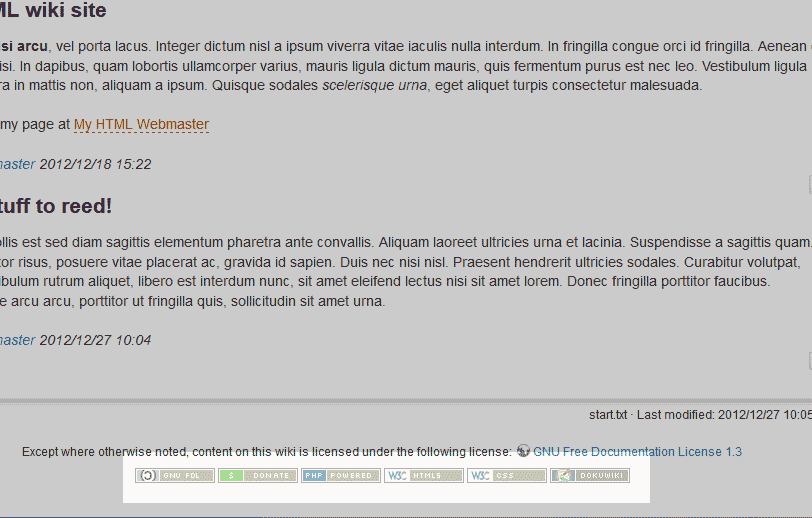 ML wiki site
si arcu, vel porta lacus. Integer dictum nisl a ipsum viverra vitae iaculis nulla interdum. In fringilla congue orci id fringilla. Aenean
isi. In dapibus, quam lobortis ullamcorper varius, mauris ligula dictum mauris, quis fermentum purus est nec leo. Vestibulum ligula
ra in mattis non, aliquam a ipsum. Quisque sodales scelerisque urna, eget aliquet turpis consectetur malesuada.
my page at My HTML Webmaster
master 2012/12/18 15:22
tuff to reed!
ollis est sed diam sagittis elementum pharetra ante convallis. Aliquam laoreet ultricies urna et lacinia. Suspendisse a sagittis quam.
tor risus, posuere vitae placerat ac, gravida id sapien. Duis nec nisi nisl. Praesent hendrerit ultricies sodales. Curabitur volutpat,
ibulum rutrum aliquet, libero est interdum nunc, sit amet eleifend lectus nisi sit amet lorem. Donec fringilla porttitor faucibus.
e arcu arcu, porttitor ut fringilla quis, sollicitudin sit amet urna.
master 2012/12/27 10:04
start.txt · Last modified: 2012/12/27 10:05
Except where otherwise noted, content on this wiki is licensed under the following license: GNU Free Documentation License 1.3
GNU FDL $ DONATE PHP POWERED W3C HTML5 W3C CSS DOKUWIKI